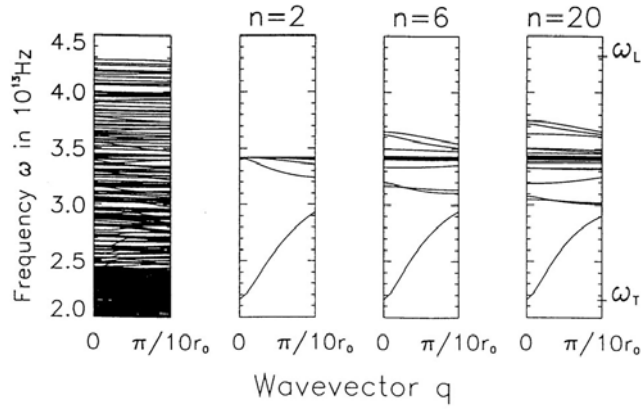 n=2 n=6 n=20
Frequency ω in 10¹³Hz
4.5
4.0
3.5
3.0
2.5
2.0
ω_L
ω_T
0 π/10r₀ 0 π/10r₀ 0 π/10r₀ 0 π/10r₀
Wavevector q